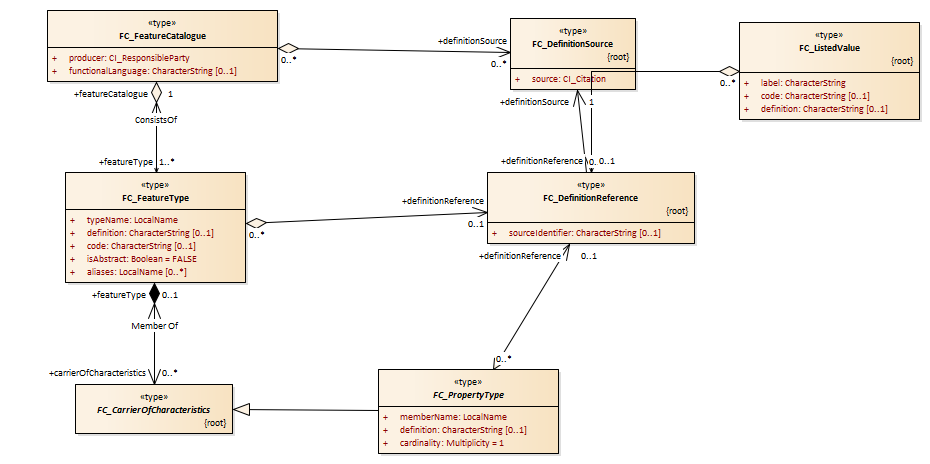 «type»
FC_FeatureCatalogue
+ producer: CI_ResponsibleParty
+ functionalLanguage: CharacterString [0..1]
0..*
+definitionSource
0..*
«type»
FC_DefinitionSource
{root}
+ source: CI_Citation
«type»
FC_ListedValue
{root}
+ label: CharacterString
+ code: CharacterString [0..1]
+ definition: CharacterString [0..1]
0..*
+featureCatalogue 1
ConsistsOf
+featureType 1..*
+definitionSource 1
+definitionReference 0. 0..1
«type»
FC_FeatureType
+ typeName: LocalName
+ definition: CharacterString [0..1]
+ code: CharacterString [0..1]
+ isAbstract: Boolean = FALSE
+ aliases: LocalName [0..*]
0..*
+definitionReference
0..1
«type»
FC_DefinitionReference
{root}
+ sourceIdentifier: CharacterString [0..1]
+definitionReference 0..1
+featureType 0..1
Member Of
+carrierOfCharacteristics 0..*
0..*
«type»
FC_CarrierOfCharacteristics
{root}
«type»
FC_PropertyType
+ memberName: LocalName
+ definition: CharacterString [0..1]
+ cardinality: Multiplicity = 1